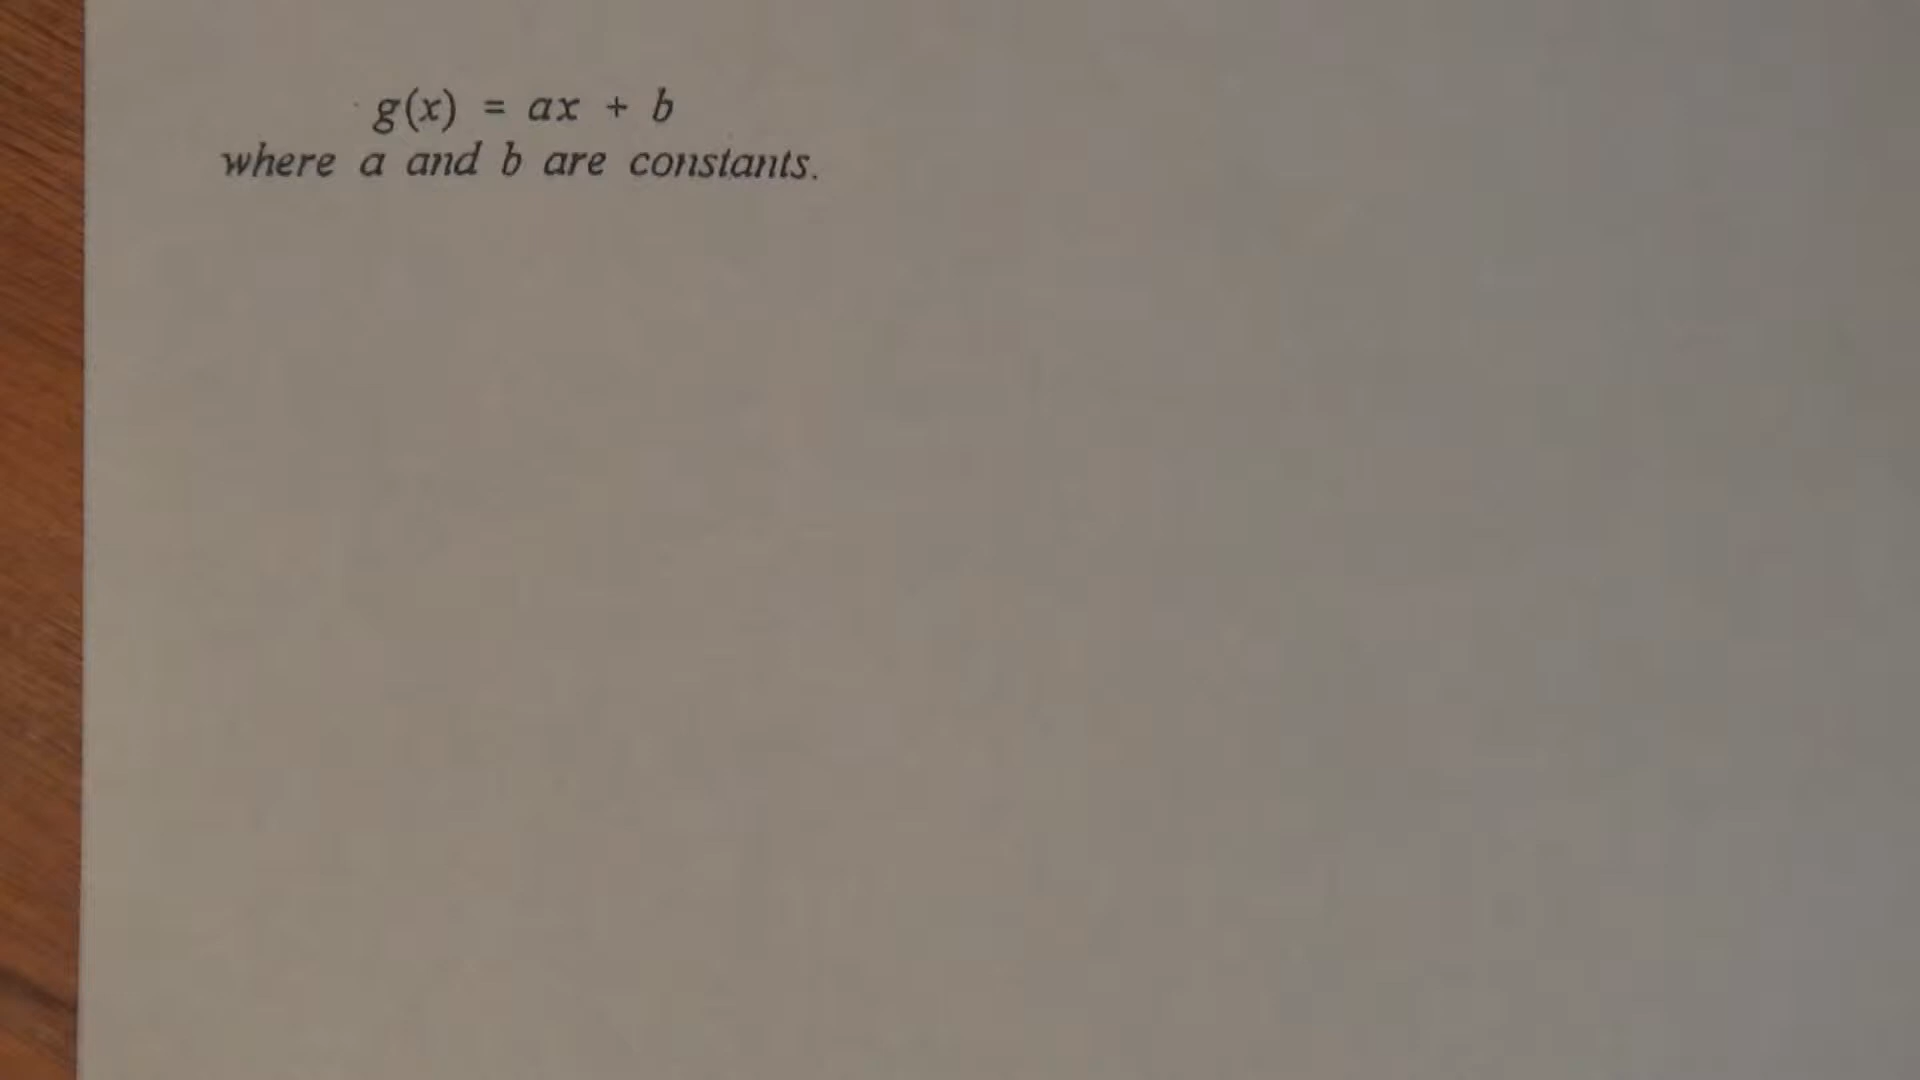 g(x) = ax + b
where a and b are constants.